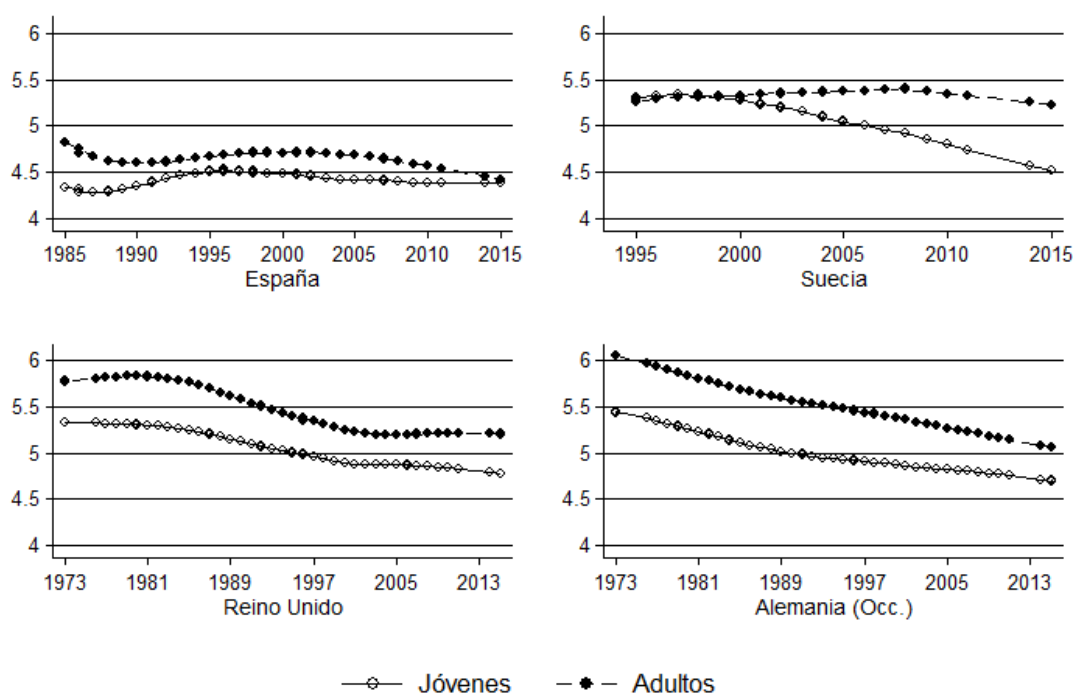 6
5.5
5
4.5
4
1985 1990 1995 2000 2005 2010 2015
España
6
5.5
5
4.5
4
1995 2000 2005 2010 2015
Suecia
6
5.5
5
4.5
4
1973 1981 1989 1997 2005 2013
Reino Unido
6
5.5
5
4.5
4
1973 1981 1989 1997 2005 2013
Alemania (Occ.)
Jóvenes Adultos